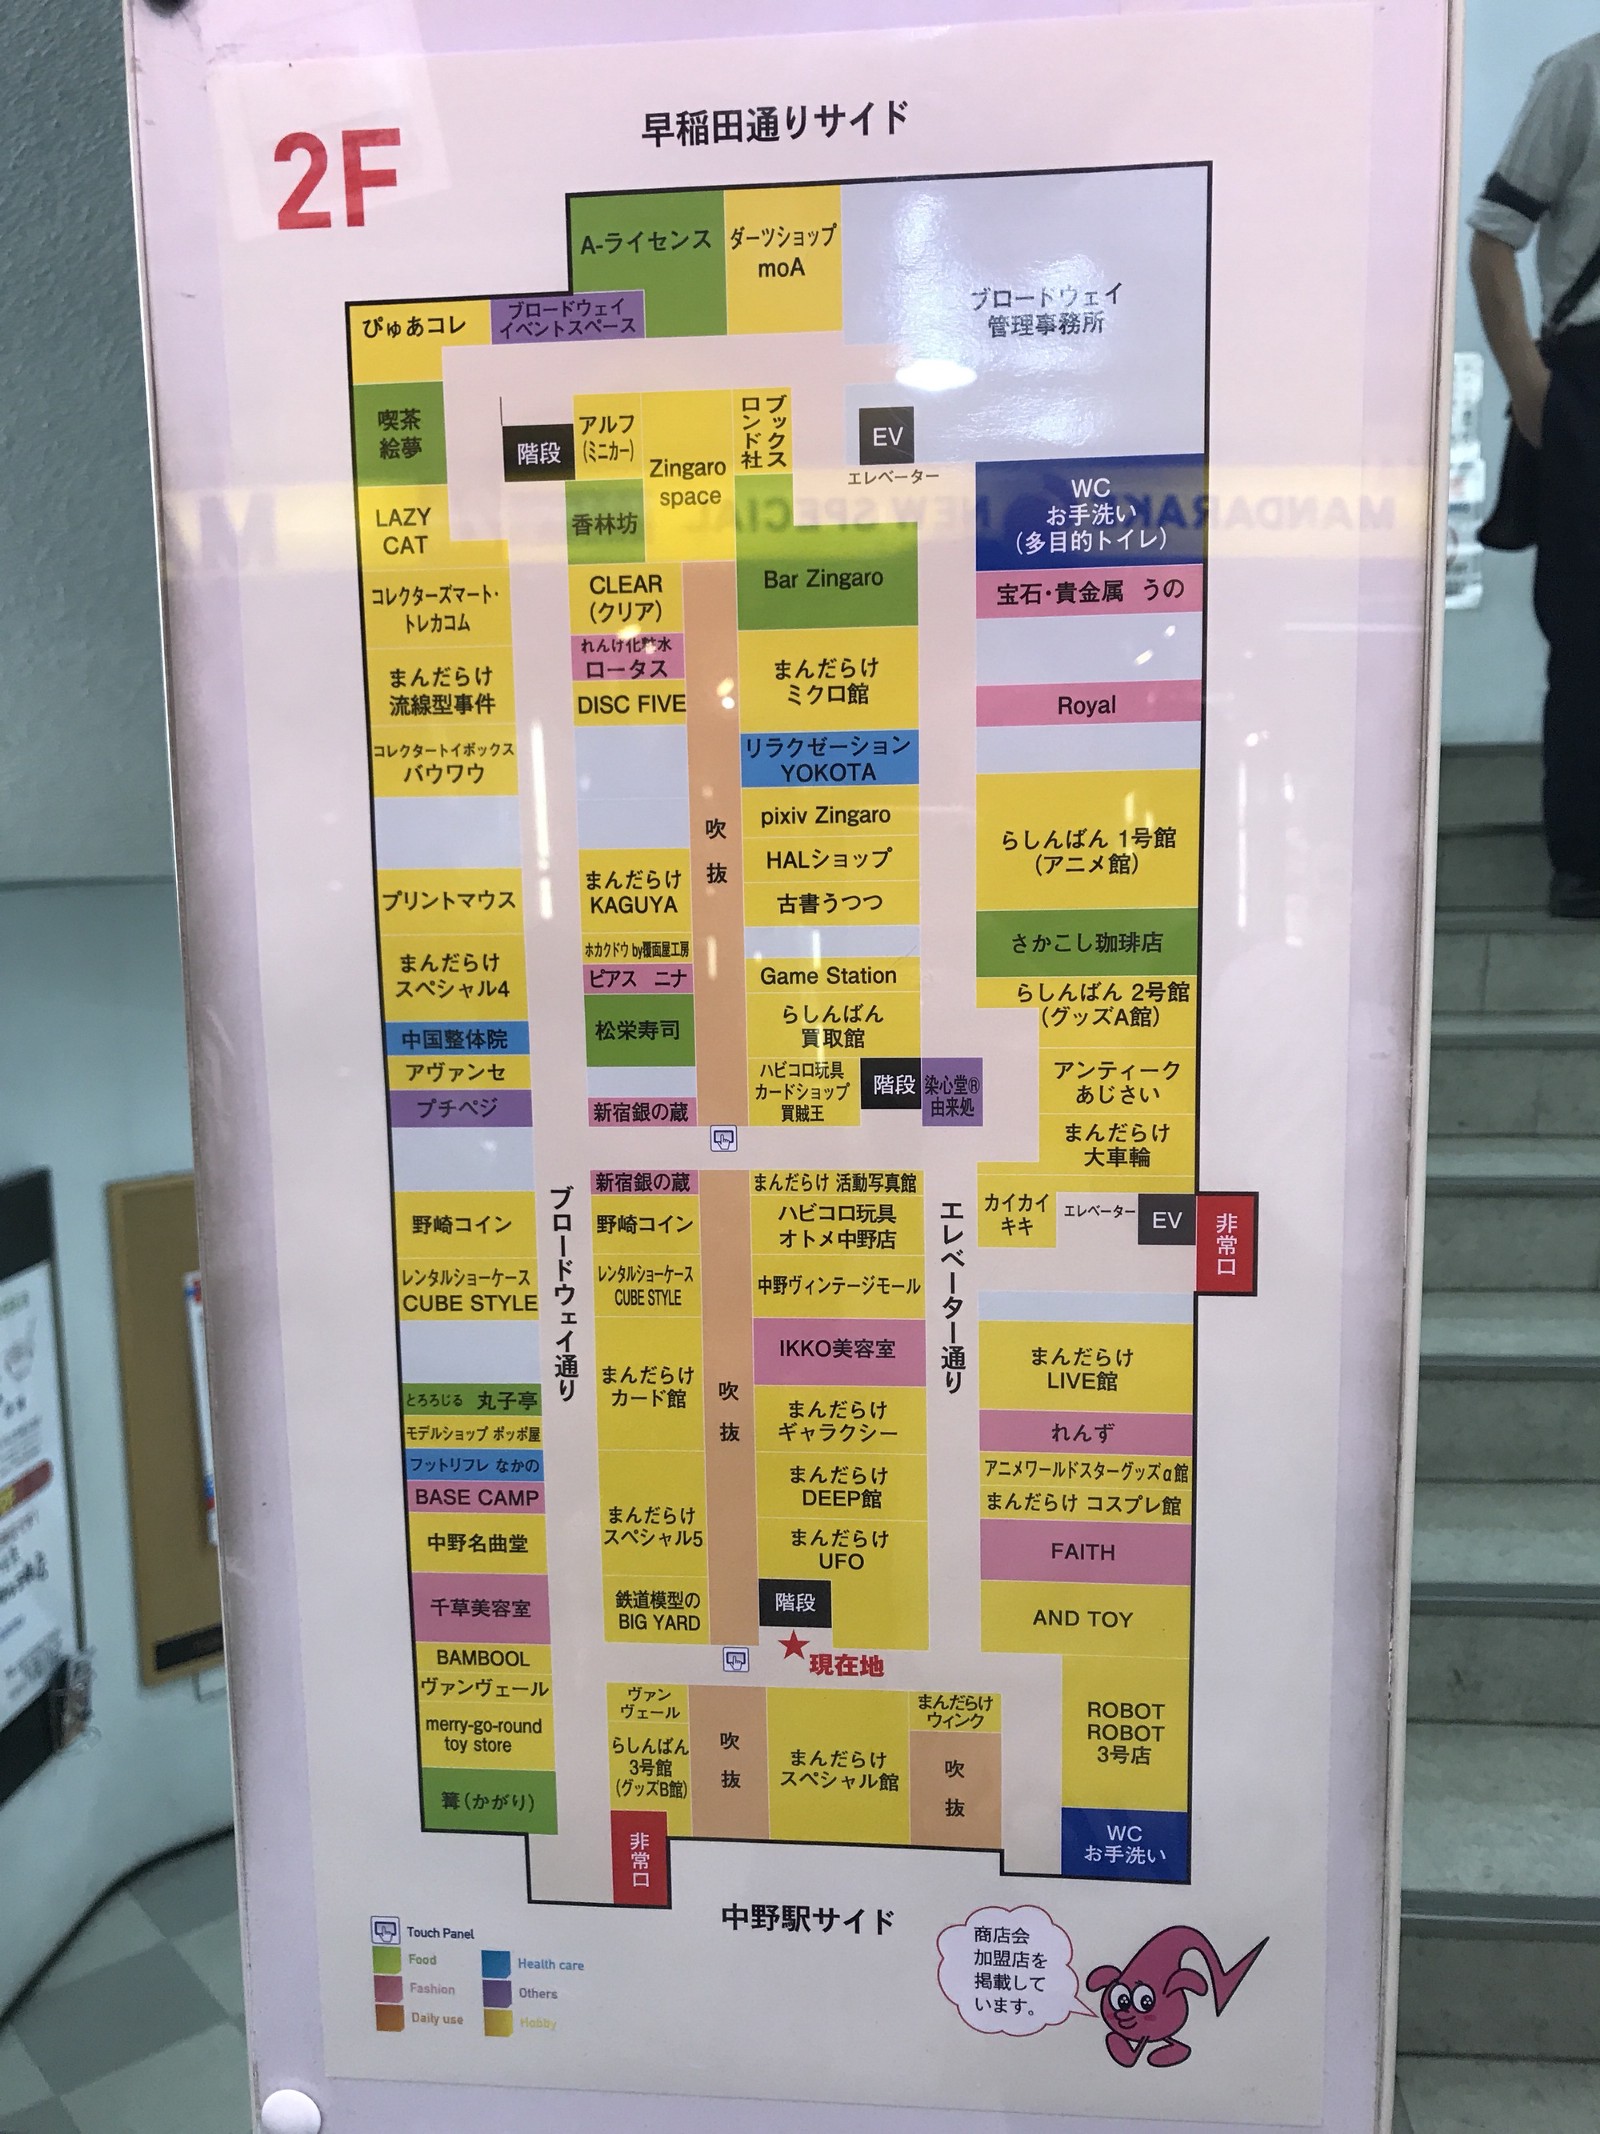 2F
早稲田通りサイド
A-ライセンス
ダーツショップ
moA
ブロードウェイ
管理事務所
ぴゅあコレ
ブロードウェイ
イベントスペース
喫茶
絵夢
階段
アルフ
(ミニカー)
Zingaro
space
ブックス
ロンド社
EV
エレベーター
LAZY
CAT
香林坊
WC
お手洗い
(多目的トイレ)
MANDARAKE
NEW SPECIAL
コレクターズマート・
トレカコム
CLEAR
(クリア)
Bar Zingaro
宝石・貴金属 うの
れんげ化粧水
ロータス
まんだらけ
流線型事件
DISC FIVE
まんだらけ
ミクロ館
Royal
コレクタートイボックス
バウワウ
リラクゼーション
YOKOTA
pixiv Zingaro
吹
抜
HALショップ
らしんばん 1号館
(アニメ館)
プリントマウス
まんだらけ
KAGUYA
古書うつつ
ホカクドウ by覆面屋工房
さかこし珈琲店
まんだらけ
スペシャル4
ピアス ニナ
Game Station
らしんばん 2号館
(グッズA館)
中国整体院
松栄寿司
らしんばん
買取館
アヴァンセ
ハビコロ玩具
カードショップ
買賊王
階段
染心堂®
由来処
アンティーク
あじさい
プチペジ
新宿銀の蔵
まんだらけ
大車輪
新宿銀の蔵
まんだらけ 活動写真館
ブロードウェイ通り
エレベーター通り
カイカイ
キキ
エレベーター
EV
非常口
野崎コイン
野崎コイン
ハビコロ玩具
オトメ中野店
レンタルショーケース
CUBE STYLE
レンタルショーケース
CUBE STYLE
中野ヴィンテージモール
IKKO美容室
まんだらけ
LIVE館
まんだらけ
カード館
吹
抜
とろろじる 丸子亭
まんだらけ
ギャラクシー
れんず
モデルショップ ポッポ屋
フットリフレ なかの
アニメワールドスターグッズα館
まんだらけ
DEEP館
BASE CAMP
まんだらけ コスプレ館
まんだらけ
スペシャル5
中野名曲堂
まんだらけ
UFO
FAITH
千草美容室
鉄道模型の
BIG YARD
階段
AND TOY
現在地
BAMBOOL
ヴァンヴェール
ヴァン
ヴェール
まんだらけ
ウィンク
merry-go-round
toy store
らしんばん
3号館
(グッズB館)
吹
抜
まんだらけ
スペシャル館
吹
抜
ROBOT
ROBOT
3号店
篝(かがり)
非常口
WC
お手洗い
中野駅サイド
Touch Panel
Food
Health care
Fashion
Others
Daily use
Hobby
商店会
加盟店を
掲載して
います。